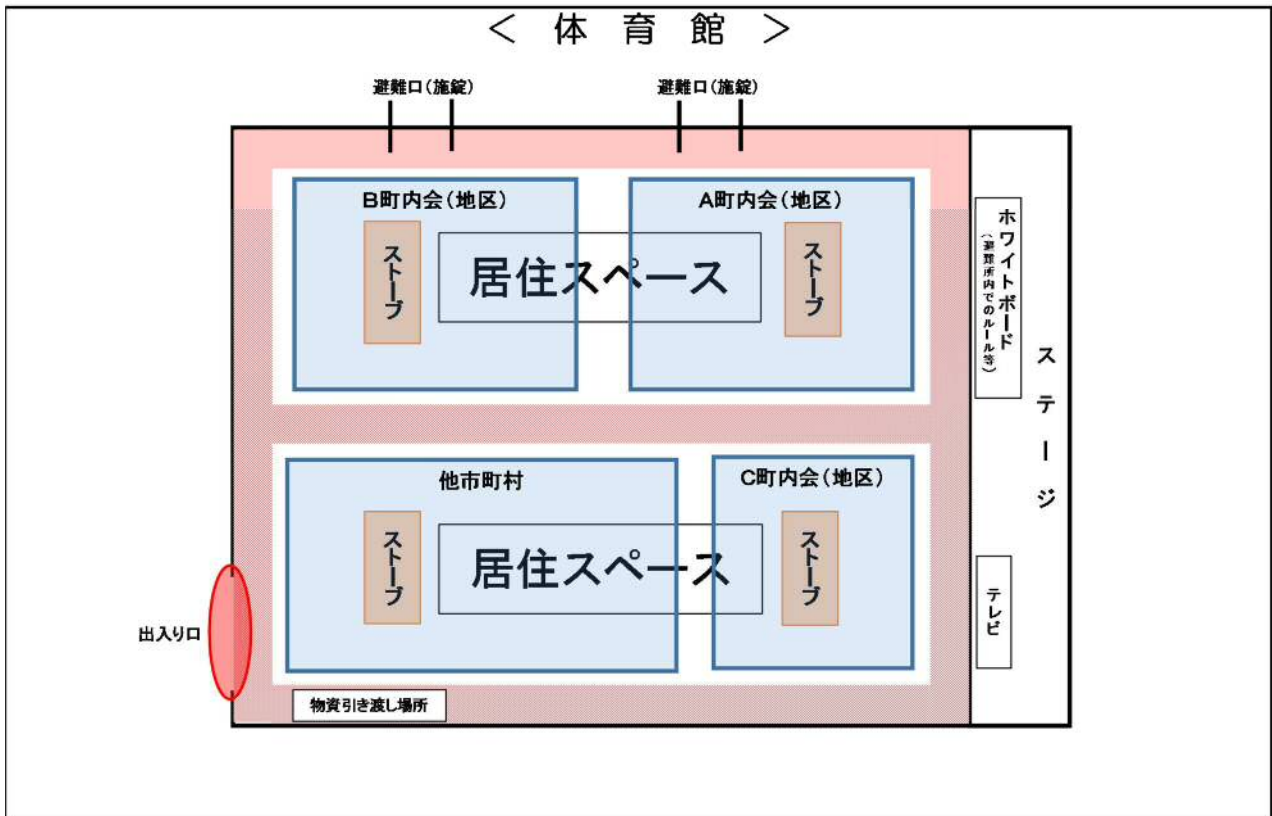 ＜ 体 育 館 ＞
避難口（施錠）
避難口（施錠）
B町内会（地区）
A町内会（地区）
ストーブ
居住スペース
ストーブ
ホワイトボード
（避難所内でのルール等）
ステージ
他市町村
C町内会（地区）
ストーブ
居住スペース
ストーブ
テレビ
出入り口
物資引き渡し場所